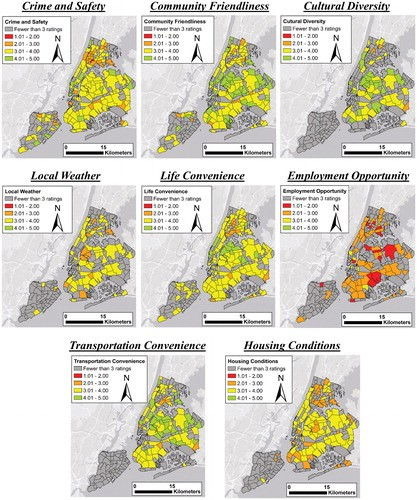 Crime and Safety
Crime and Safety
Fewer than 3 ratings
1.01 - 2.00
2.01 - 3.00
3.01 - 4.00
4.01 - 5.00
N
0 15
Kilometers
Community Friendliness
Community Friendliness
Fewer than 3 ratings
1.01 - 2.00
2.01 - 3.00
3.01 - 4.00
4.01 - 5.00
N
0 15
Kilometers
Cultural Diversity
Cutural Diversity
Fewer than 3 ratings
1.01 - 2.00
2.01 - 3.00
3.01 - 4.00
4.01 - 5.00
N
0 15
Kilometers
Local Weather
Local Weather
Fewer than 3 ratings
1.01 - 2.00
2.01 - 3.00
3.01 - 4.00
4.01 - 5.00
N
0 15
Kilometers
Life Convenience
Life Convenience
Fewer than 3 ratings
1.01 - 2.00
2.01 - 3.00
3.01 - 4.00
4.01 - 5.00
N
0 15
Kilometers
Employment Opportunity
Employment Opportunity
Fewer than 3 ratings
1.01 - 2.00
2.01 - 3.00
3.01 - 4.00
4.01 - 5.00
N
0 15
Kilometers
Transportation Convenience
Transportation Convenience
Fewer than 3 ratings
1.01 - 2.00
2.01 - 3.00
3.01 - 4.00
4.01 - 5.00
N
0 15
Kilometers
Housing Conditions
Housing Conditions
Fewer than 3 ratings
1.01 - 2.00
2.01 - 3.00
3.01 - 4.00
4.01 - 5.00
N
0 15
Kilometers